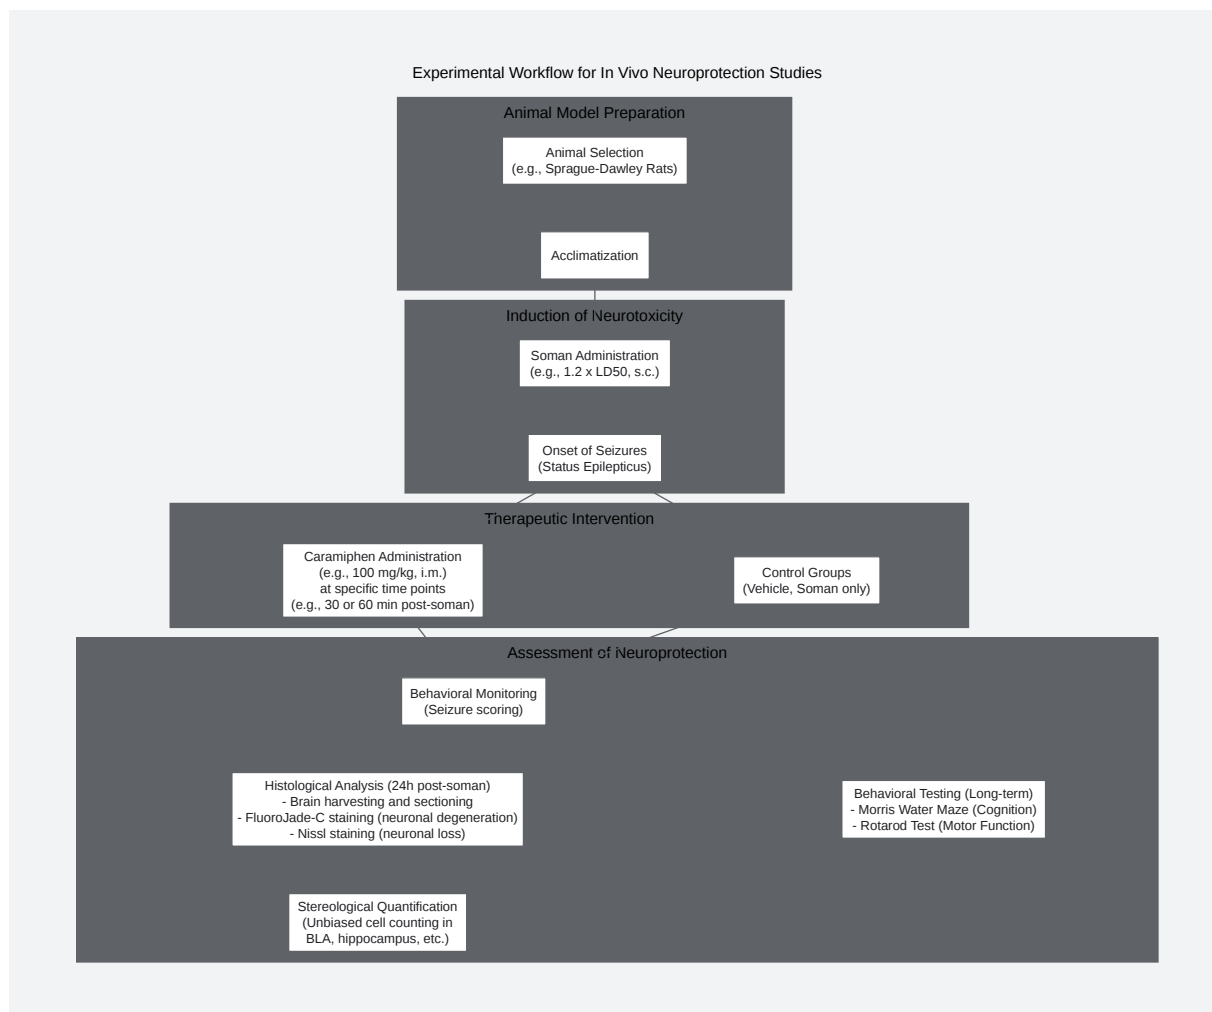 Experimental Workflow for In Vivo Neuroprotection Studies
Animal Model Preparation
Animal Selection
(e.g., Sprague-Dawley Rats)
Acclimatization
Induction of Neurotoxicity
Soman Administration
(e.g., 1.2 x LD50, s.c.)
Onset of Seizures
(Status Epilepticus)
Therapeutic Intervention
Caramiphen Administration
(e.g., 100 mg/kg, i.m.)
at specific time points
(e.g., 30 or 60 min post-soman)
Control Groups
(Vehicle, Soman only)
Assessment of Neuroprotection
Behavioral Monitoring
(Seizure scoring)
Histological Analysis (24h post-soman)
- Brain harvesting and sectioning
- FluoroJade-C staining (neuronal degeneration)
- Nissl staining (neuronal loss)
Behavioral Testing (Long-term)
- Morris Water Maze (Cognition)
- Rotarod Test (Motor Function)
Stereological Quantification
(Unbiased cell counting in
BLA, hippocampus, etc.)